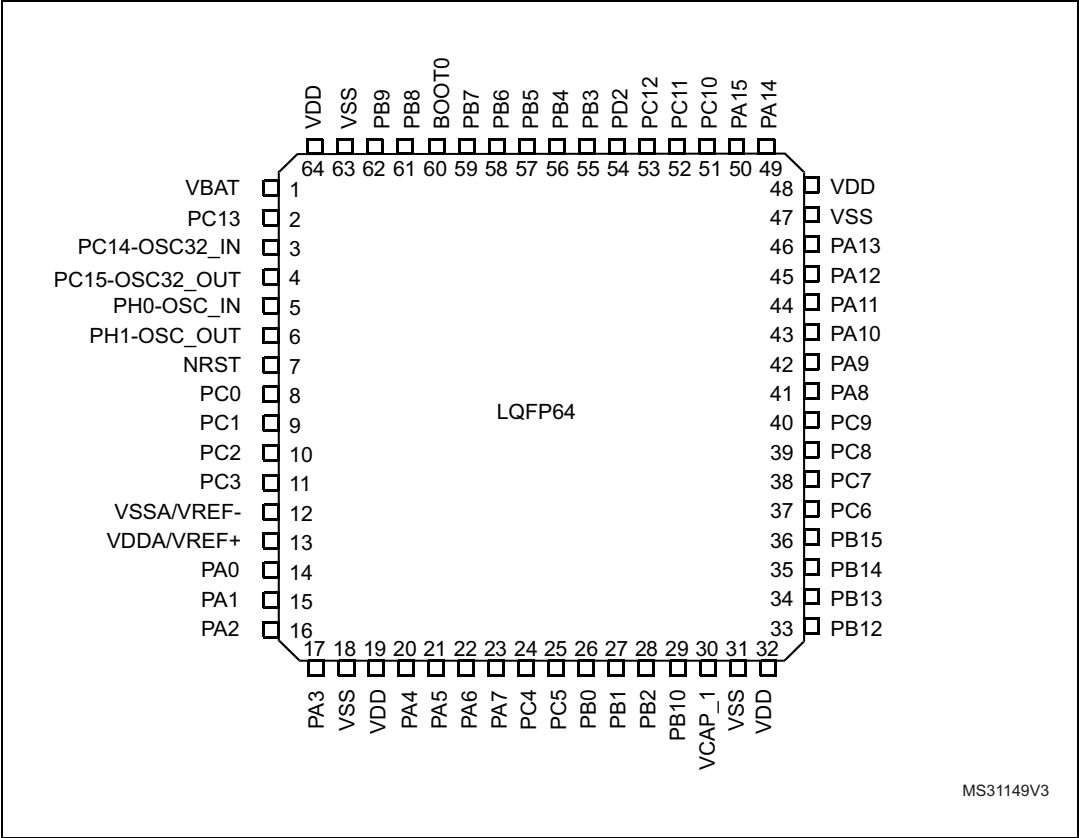 VDD
VSS
PB9
PB8
BOOT0
PB7
PB6
PB5
PB4
PB3
PD2
PC12
PC11
PC10
PA15
PA14
64 63 62 61 60 59 58 57 56 55 54 53 52 51 50 49
VBAT 1
PC13 2
PC14-OSC32_IN 3
PC15-OSC32_OUT 4
PH0-OSC_IN 5
PH1-OSC_OUT 6
NRST 7
PC0 8
PC1 9
PC2 10
PC3 11
VSSA/VREF- 12
VDDA/VREF+ 13
PA0 14
PA1 15
PA2 16
LQFP64
48 VDD
47 VSS
46 PA13
45 PA12
44 PA11
43 PA10
42 PA9
41 PA8
40 PC9
39 PC8
38 PC7
37 PC6
36 PB15
35 PB14
34 PB13
33 PB12
17 18 19 20 21 22 23 24 25 26 27 28 29 30 31 32
PA3
VSS
VDD
PA4
PA5
PA6
PA7
PC4
PC5
PB0
PB1
PB2
PB10
VCAP_1
VSS
VDD
MS31149V3